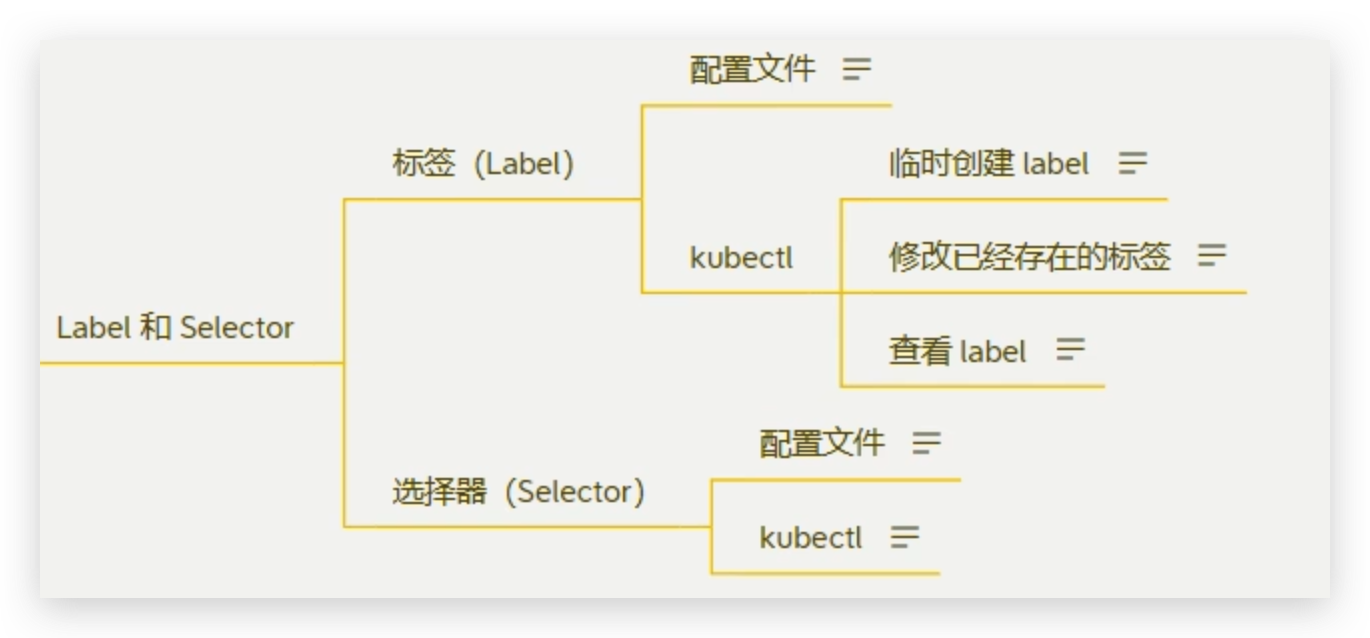 配置文件
标签（Label）
临时创建 label
kubectl
修改已经存在的标签
Label 和 Selector
查看 label
配置文件
选择器（Selector）
kubectl